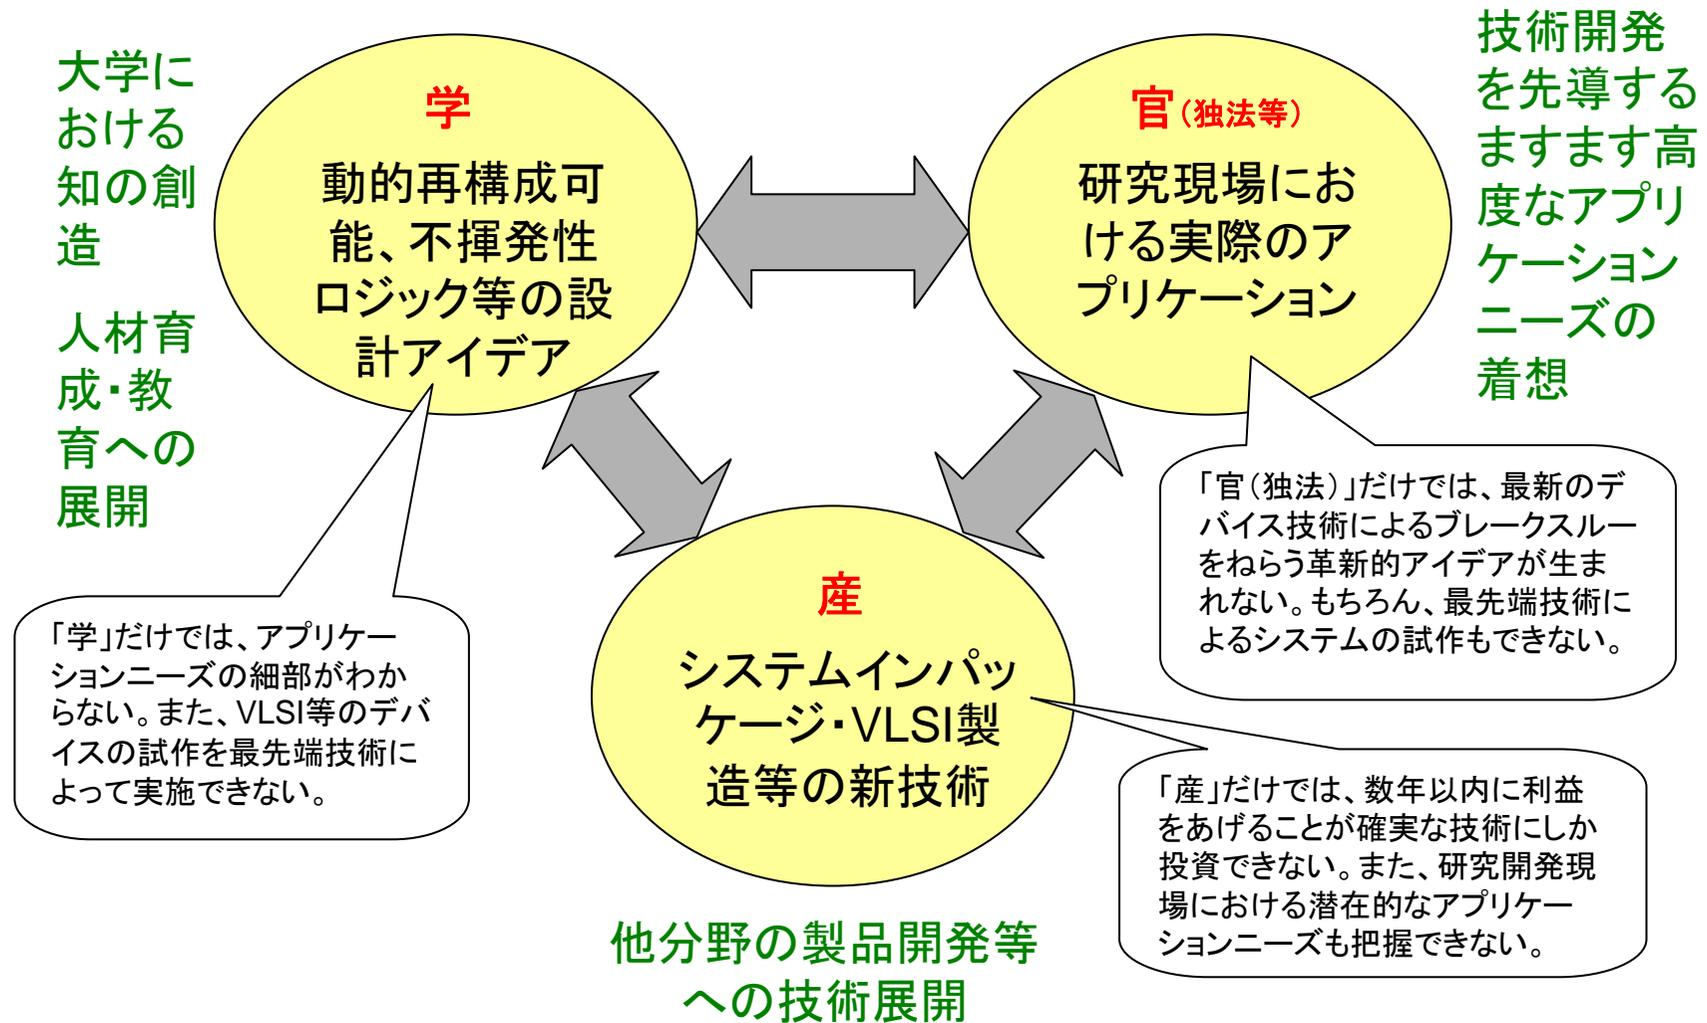 大学に
おける
知の創
造
人材育
成・教
育への
展開
学
動的再構成可
能、不揮発性
ロジック等の設
計アイデア
官（独法等）
研究現場にお
ける実際のア
プリケーション
技術開発
を先導する
ますます高
度なアプリ
ケーション
ニーズの
着想
「学」だけでは、アプリケー
ションニーズの細部がわか
らない。また、VLSI等のデバ
イスの試作を最先端技術に
よって実施できない。
産
システムインパッ
ケージ・VLSI製
造等の新技術
「官（独法）」だけでは、最新のデ
バイス技術によるブレークスルー
をねらう革新的アイデアが生ま
れない。もちろん、最先端技術に
よるシステムの試作もできない。
「産」だけでは、数年以内に利益
をあげることが確実な技術にしか
投資できない。また、研究開発現
場における潜在的なアプリケー
ションニーズも把握できない。
他分野の製品開発等
への技術展開